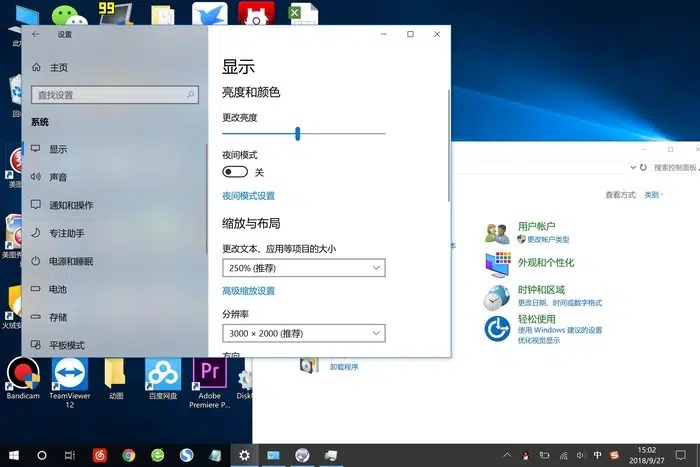 99
设置
主页
查找设置
系统
显示
声音
通知和操作
专注助手
电源和睡眠
电池
存储
平板模式
显示
亮度和颜色
更改亮度
夜间模式
关
夜间模式设置
缩放与布局
更改文本、应用等项目的大小
250% (推荐)
高级缩放设置
分辨率
3000 × 2000 (推荐)
方向
搜索控制面板
查看方式:
类别
用户帐户
更改帐户类型
外观和个性化
时钟和区域
更改日期、时间或数字格式
轻松使用
使用 Windows 建议的设置
优化视觉显示
卸载程序
Bandicam
TeamViewer
12
动图
百度网盘
Pr
Adobe
Premiere P...
中
15:02
2018/9/27